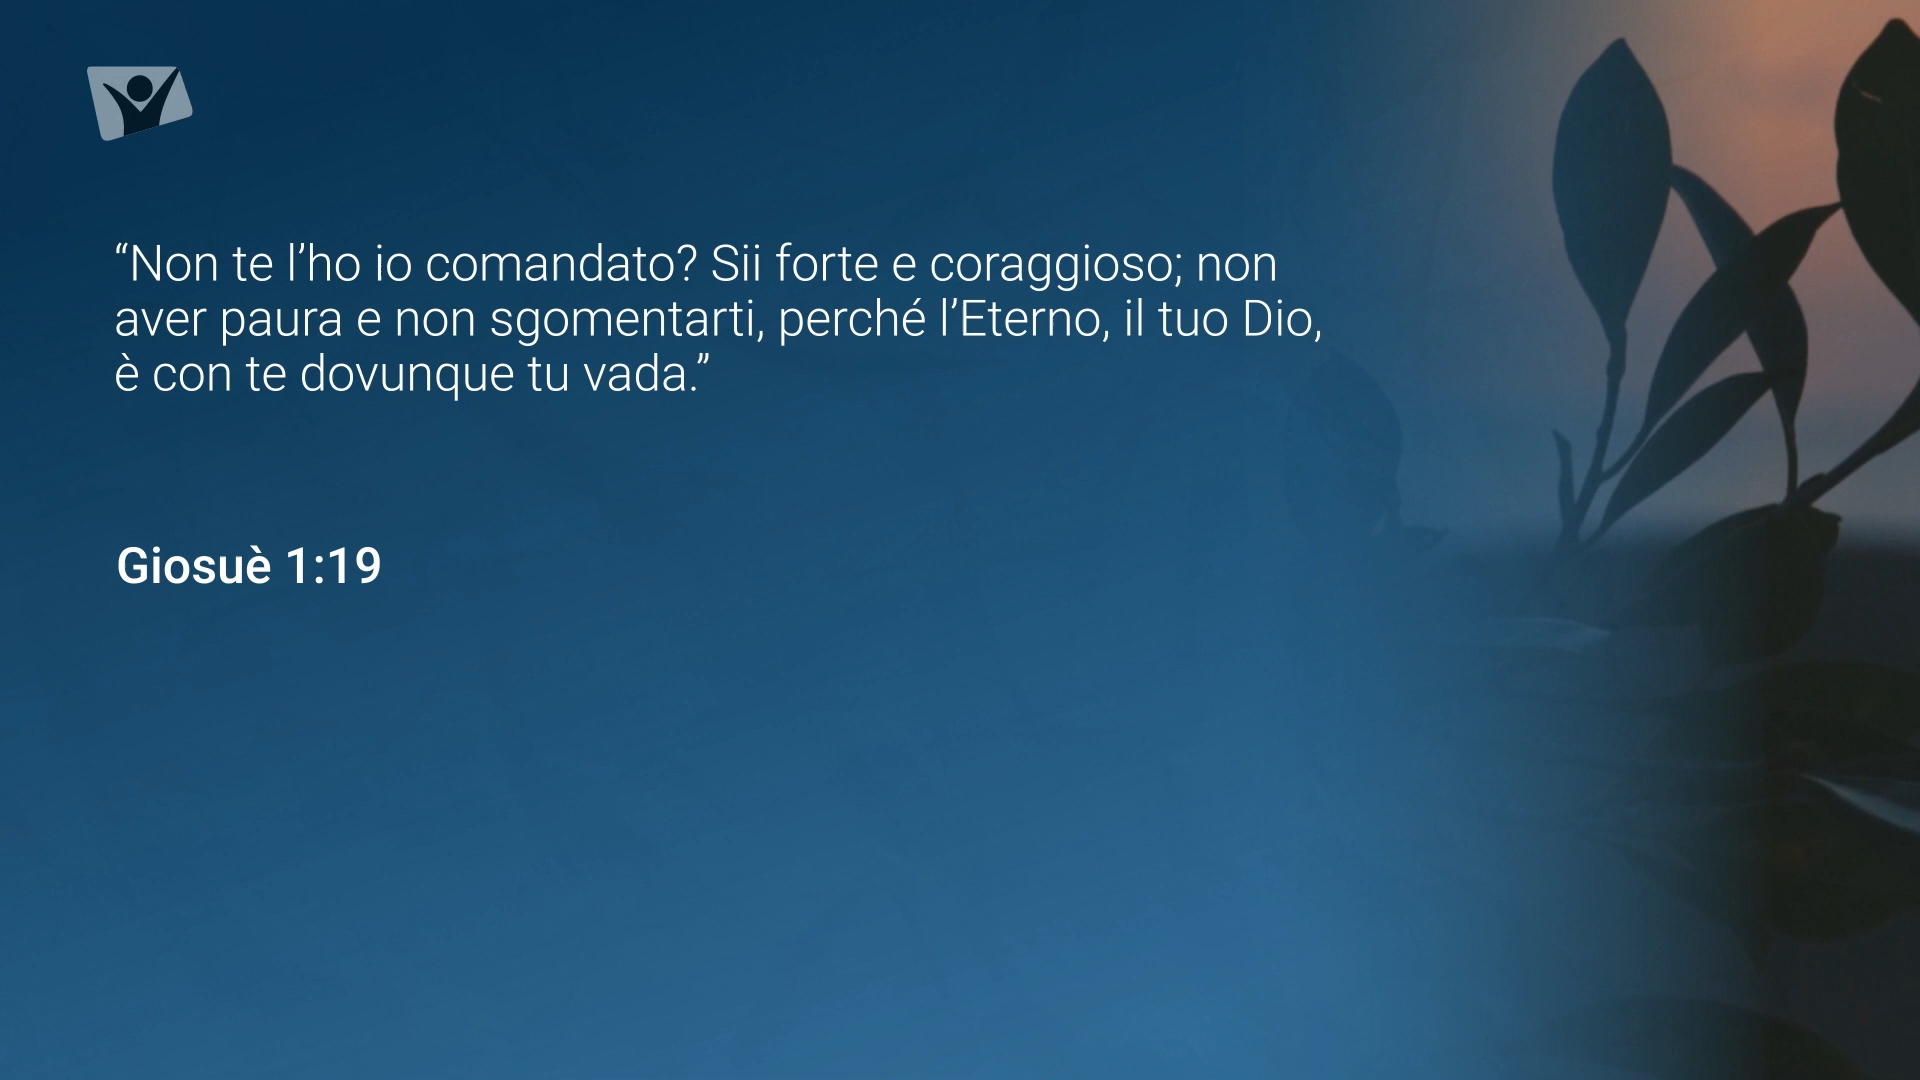 “Non te l’ho io comandato? Sii forte e coraggioso; non
aver paura e non sgomentarti, perché l’Eterno, il tuo Dio,
è con te dovunque tu vada.”
Giosuè 1:19